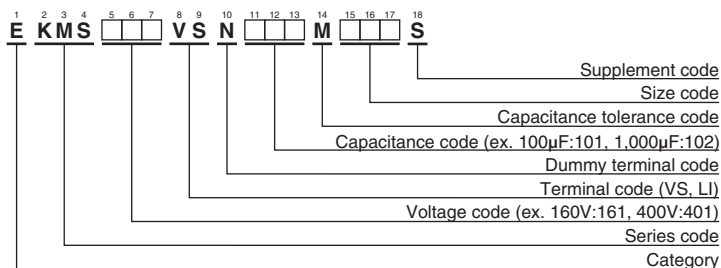 1 2 3 4 5 6 7 8 9 10 11 12 13 14 15 16 17 18
E KMS □□□ VS N □□□ M □□□ S
Supplement code
Size code
Capacitance tolerance code
Capacitance code (ex. 100µF:101, 1,000µF:102)
Dummy terminal code
Terminal code (VS, LI)
Voltage code (ex. 160V:161, 400V:401)
Series code
Category